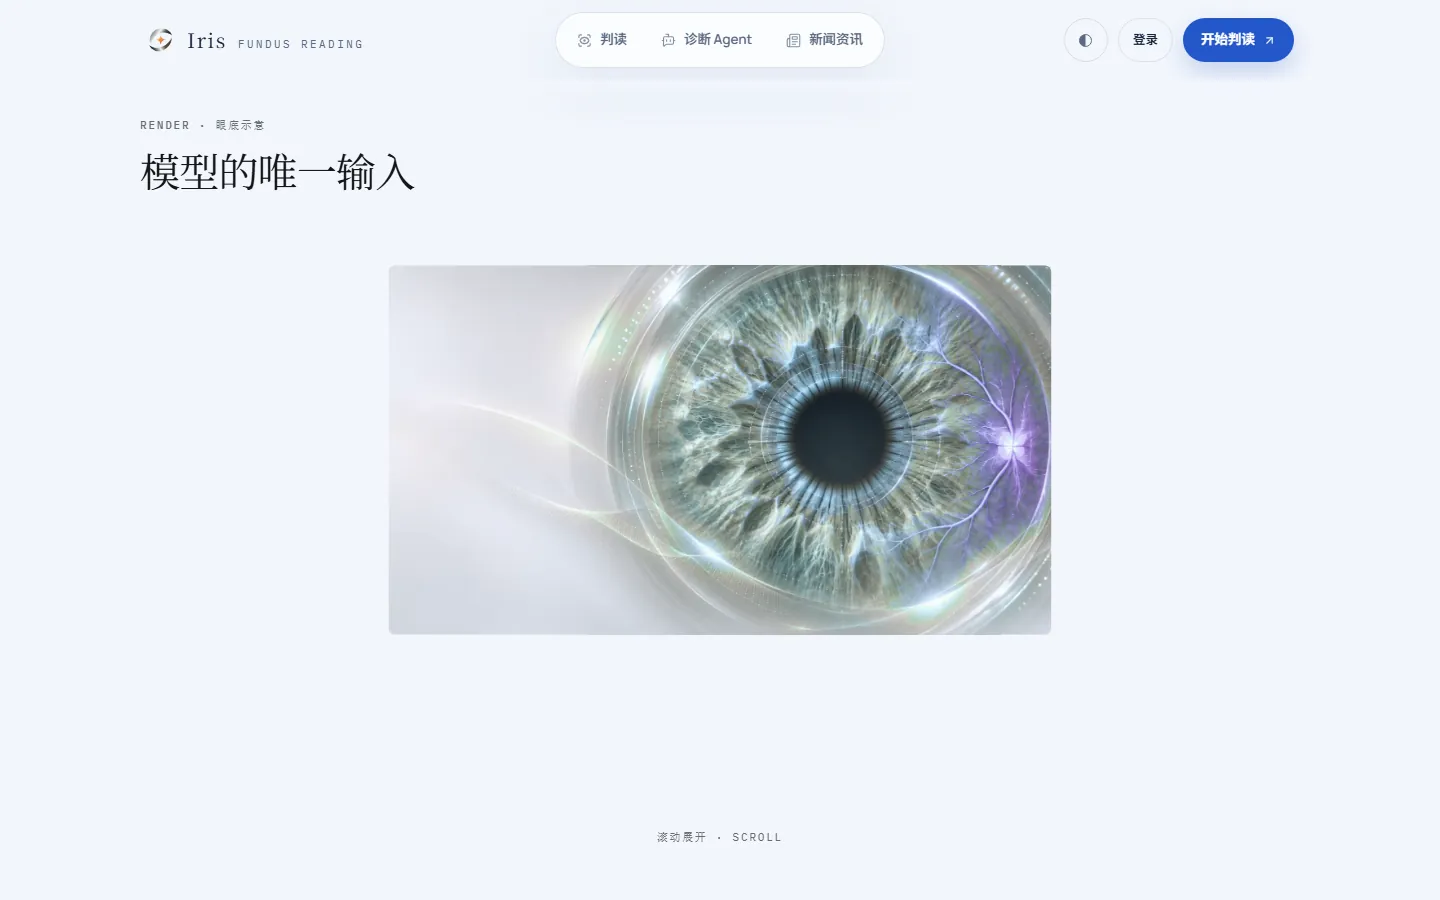 Iris FUNDUS READING
判读 诊断 Agent 新闻资讯
登录 开始判读
RENDER · 眼底示意
模型的唯一输入
滚动展开 · SCROLL